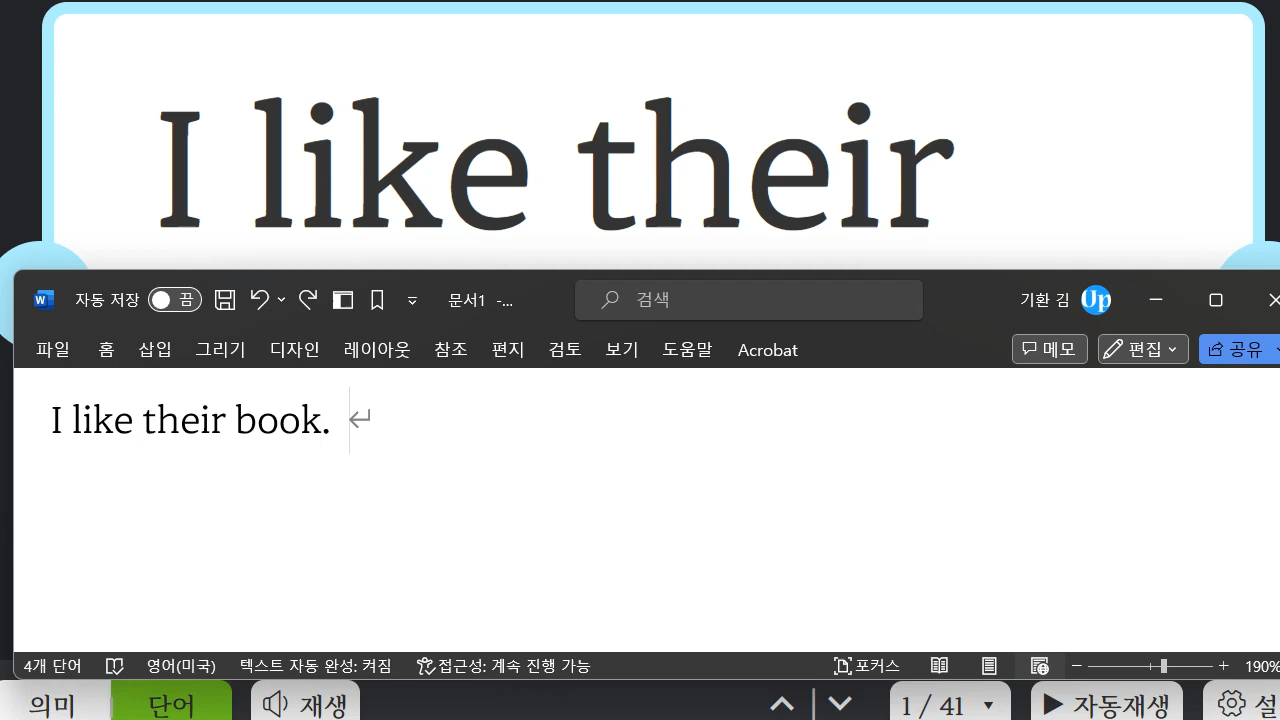 I like their
자동 저장 끔 문서1 -... 검색 기환 김 Up
파일 홈 삽입 그리기 디자인 레이아웃 참조 편지 검토 보기 도움말 Acrobat 메모 편집 공유
I like their book.
4개 단어 영어(미국) 텍스트 자동 완성: 켜짐 접근성: 계속 진행 가능 포커스 190%
의미 단어 재생 1 / 41 자동재생